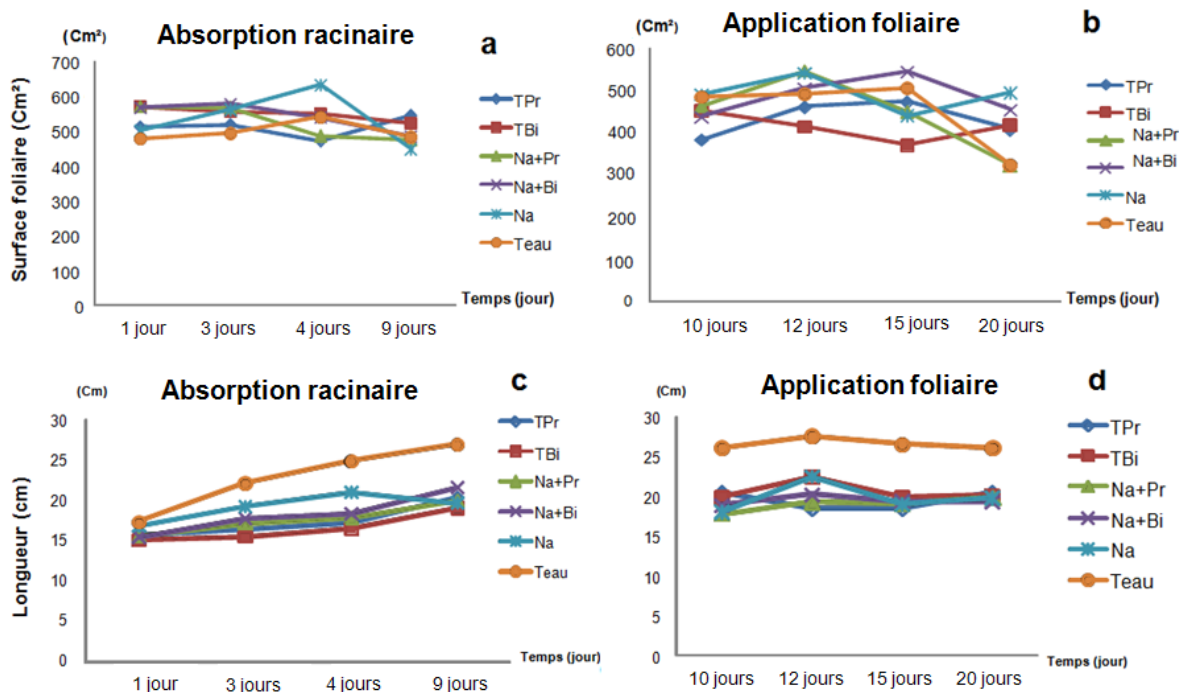 (Cm²)
Absorption racinaire
a
Surface foliaire (Cm²)
700
600
500
400
300
200
100
0
1 jour
3 jours
4 jours
9 jours
Temps (jour)
TPr
TBi
Na+Pr
Na+Bi
Na
Teau
(Cm²)
Application foliaire
b
600
500
400
300
200
100
0
10 jours
12 jours
15 jours
20 jours
Temps (jour)
TPr
TBi
Na+Pr
Na+Bi
Na
Teau
(Cm)
Absorption racinaire
c
Longueur (cm)
30
25
20
15
10
5
0
1 jour
3 jours
4 jours
9 jours
Temps (jour)
TPr
TBi
Na+Pr
Na+Bi
Na
Teau
(Cm)
Application foliaire
d
30
25
20
15
10
5
0
10 jours
12 jours
15 jours
20 jours
Temps (jour)
TPr
TBi
Na+Pr
Na+Bi
Na
Teau